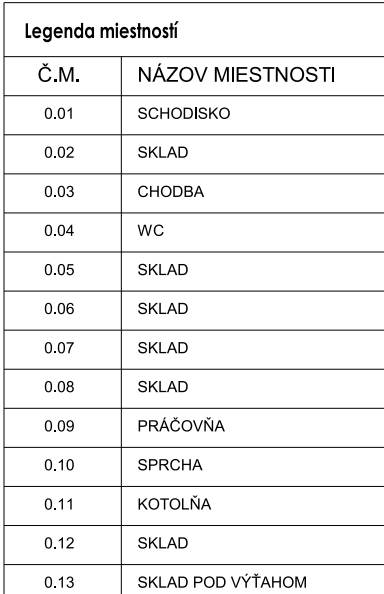 Legenda miestností
Č.M. NÁZOV MIESTNOSTI
0.01 SCHODISKO
0.02 SKLAD
0.03 CHODBA
0.04 WC
0.05 SKLAD
0.06 SKLAD
0.07 SKLAD
0.08 SKLAD
0.09 PRÁČOVŇA
0.10 SPRCHA
0.11 KOTOLŇA
0.12 SKLAD
0.13 SKLAD POD VÝŤAHOM